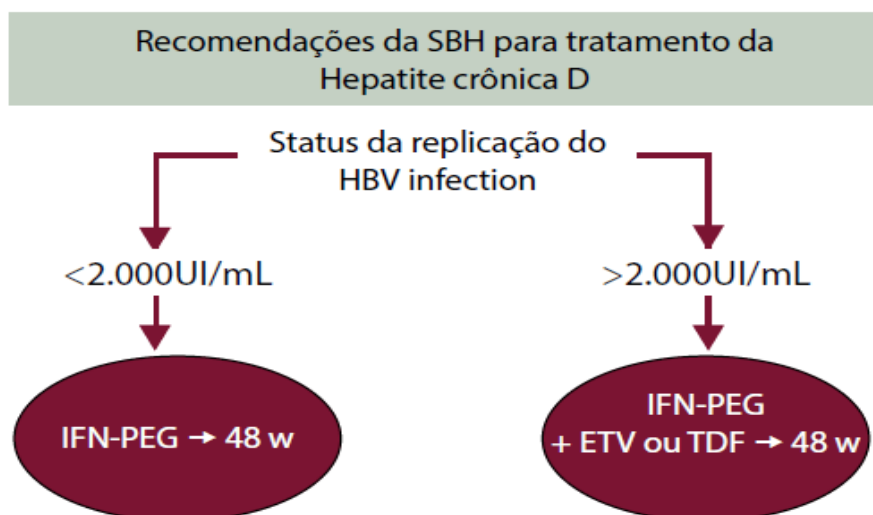 Recomendações da SBH para tratamento da
Hepatite crônica D
Status da replicação do
HBV infection
<2.000UI/mL
>2.000UI/mL
IFN-PEG → 48 w
IFN-PEG
+ ETV ou TDF → 48 w